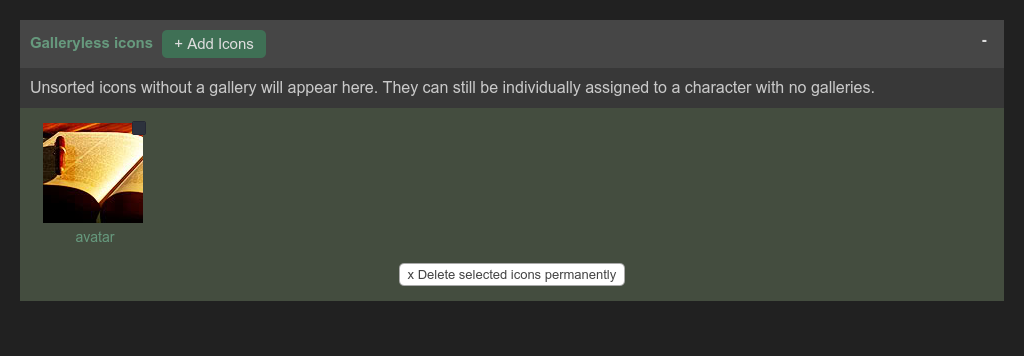 Galleryless icons + Add Icons -
Unsorted icons without a gallery will appear here. They can still be individually assigned to a character with no galleries.
avatar
x Delete selected icons permanently